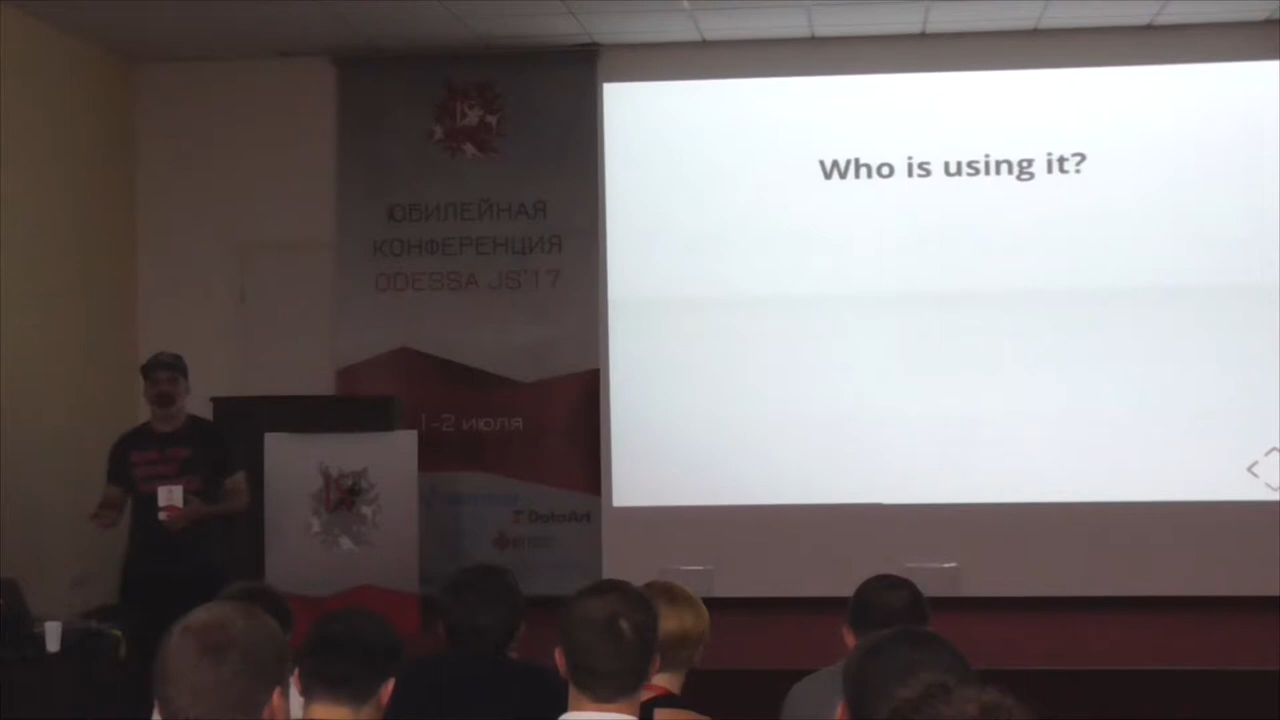 ЮБИЛЕЙНАЯ
КОНФЕРЕНЦИЯ
ODESSA JS'17
1-2 июля
DataArt
Who is using it?